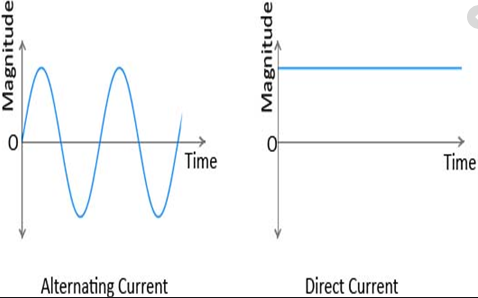 Magnitude
0
Time
Alternating Current
Magnitude
0
Time
Direct Current